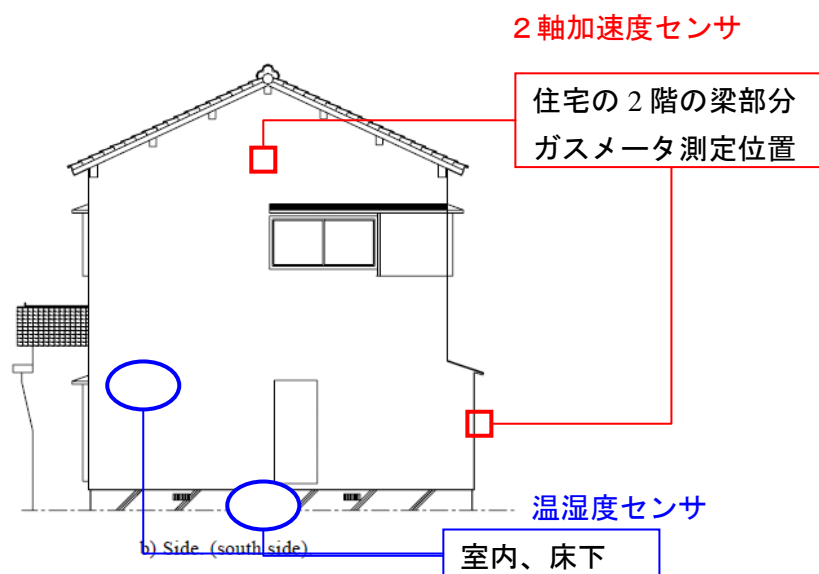 ２軸加速度センサ
住宅の 2 階の梁部分
ガスメータ測定位置
温湿度センサ
b) Side. (south side)
室内、床下